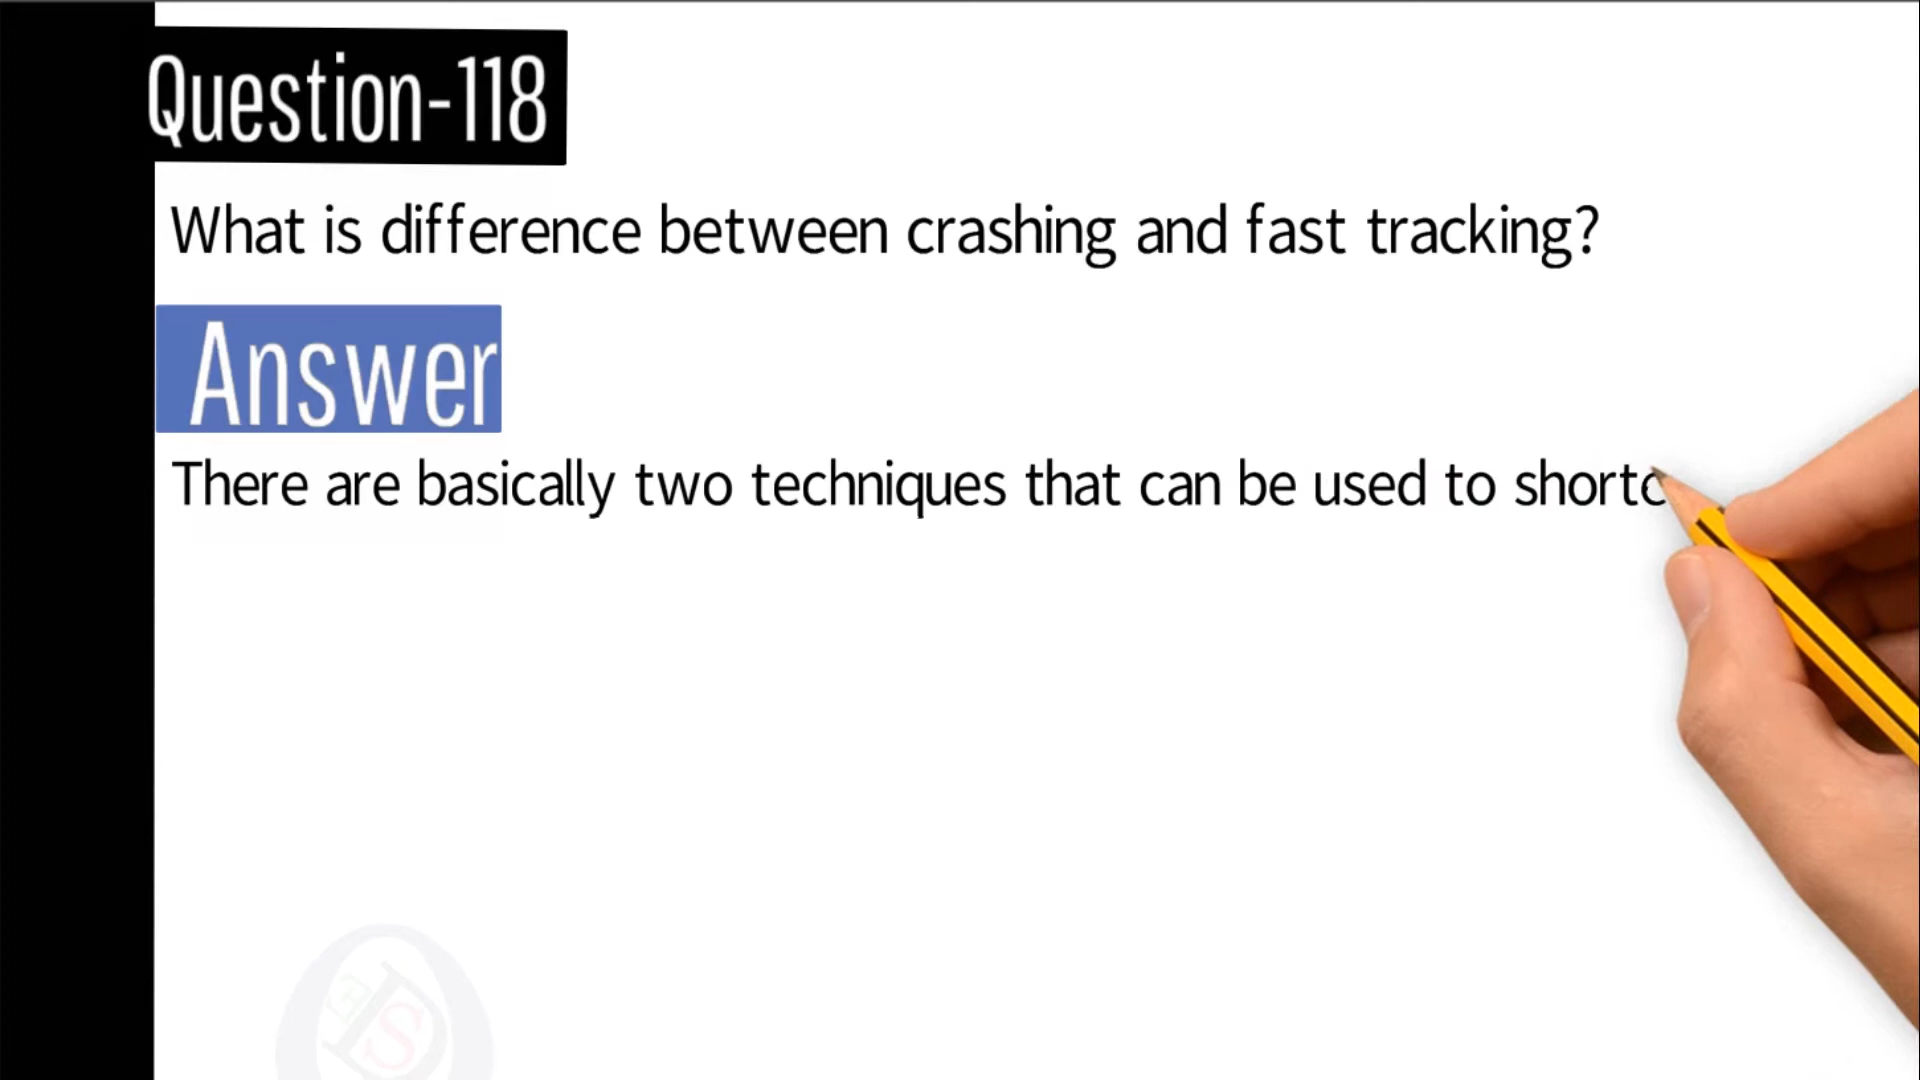 Question-118
What is difference between crashing and fast tracking?
Answer
There are basically two techniques that can be used to